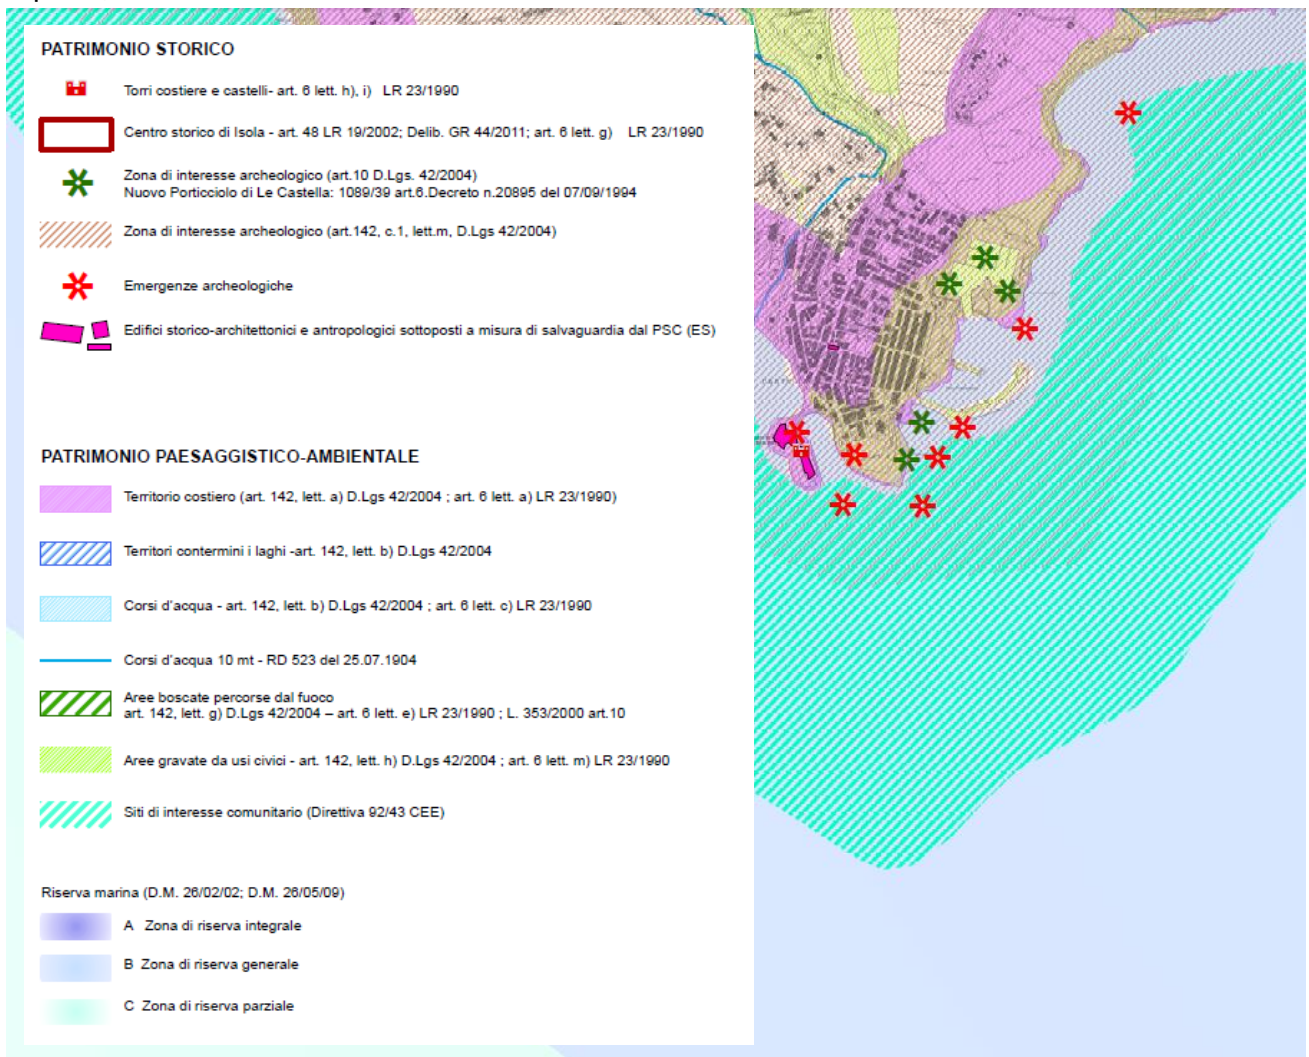 PATRIMONIO STORICO
Torri costiere e castelli- art. 6 lett. h), i) LR 23/1990
Centro storico di Isola - art. 48 LR 19/2002; Delib. GR 44/2011; art. 6 lett. g) LR 23/1990
Zona di interesse archeologico (art.10 D.Lgs. 42/2004)
Nuovo Porticciolo di Le Castella: 1089/39 art.6.Decreto n.20895 del 07/09/1994
Zona di interesse archeologico (art.142, c.1, lett.m, D.Lgs 42/2004)
Emergenze archeologiche
Edifici storico-architettonici e antropologici sottoposti a misura di salvaguardia dal PSC (ES)
PATRIMONIO PAESAGGISTICO-AMBIENTALE
Territorio costiero (art. 142, lett. a) D.Lgs 42/2004 ; art. 6 lett. a) LR 23/1990)
Territori contermini i laghi -art. 142, lett. b) D.Lgs 42/2004
Corsi d'acqua - art. 142, lett. b) D.Lgs 42/2004 ; art. 6 lett. c) LR 23/1990
Corsi d'acqua 10 mt - RD 523 del 25.07.1904
Aree boscate percorse dal fuoco
art. 142, lett. g) D.Lgs 42/2004 – art. 6 lett. e) LR 23/1990 ; L. 353/2000 art.10
Aree gravate da usi civici - art. 142, lett. h) D.Lgs 42/2004 ; art. 6 lett. m) LR 23/1990
Siti di interesse comunitario (Direttiva 92/43 CEE)
Riserva marina (D.M. 26/02/02; D.M. 26/05/09)
A Zona di riserva integrale
B Zona di riserva generale
C Zona di riserva parziale